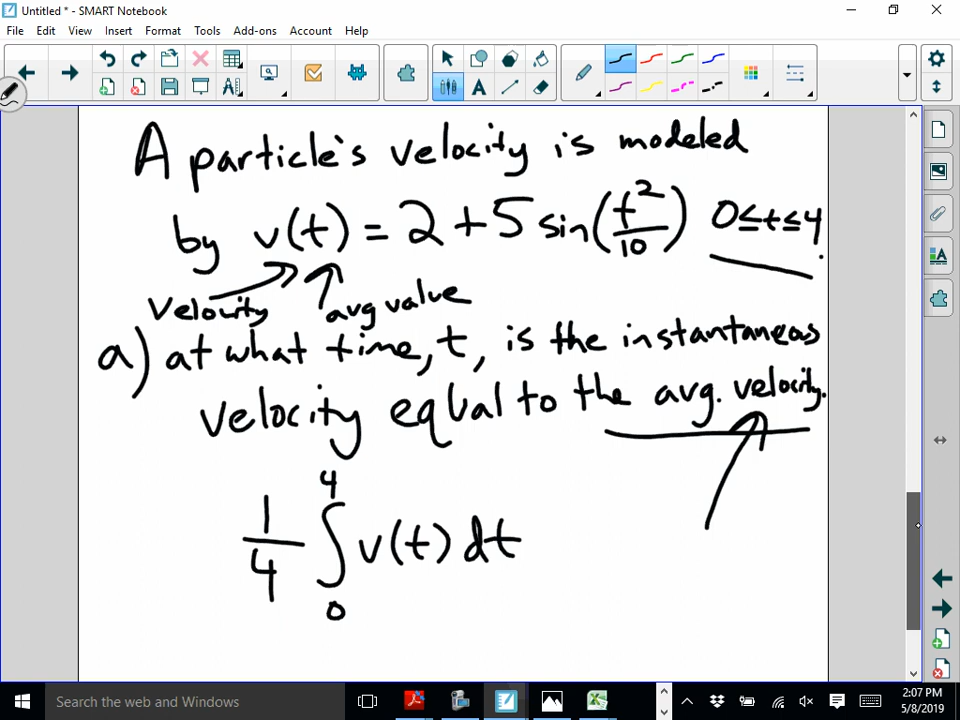 Untitled * - SMART Notebook
File Edit View Insert Format Tools Add-ons Account Help
A particle's velocity is modeled
by v(t) = 2 + 5 sin(t²/10) 0≤t≤4.
Velocity avg value
a) at what time, t, is the instantaneous
velocity equal to the avg. velocity.
1/4 ∫₀⁴ v(t) dt
Search the web and Windows
2:07 PM
5/8/2019